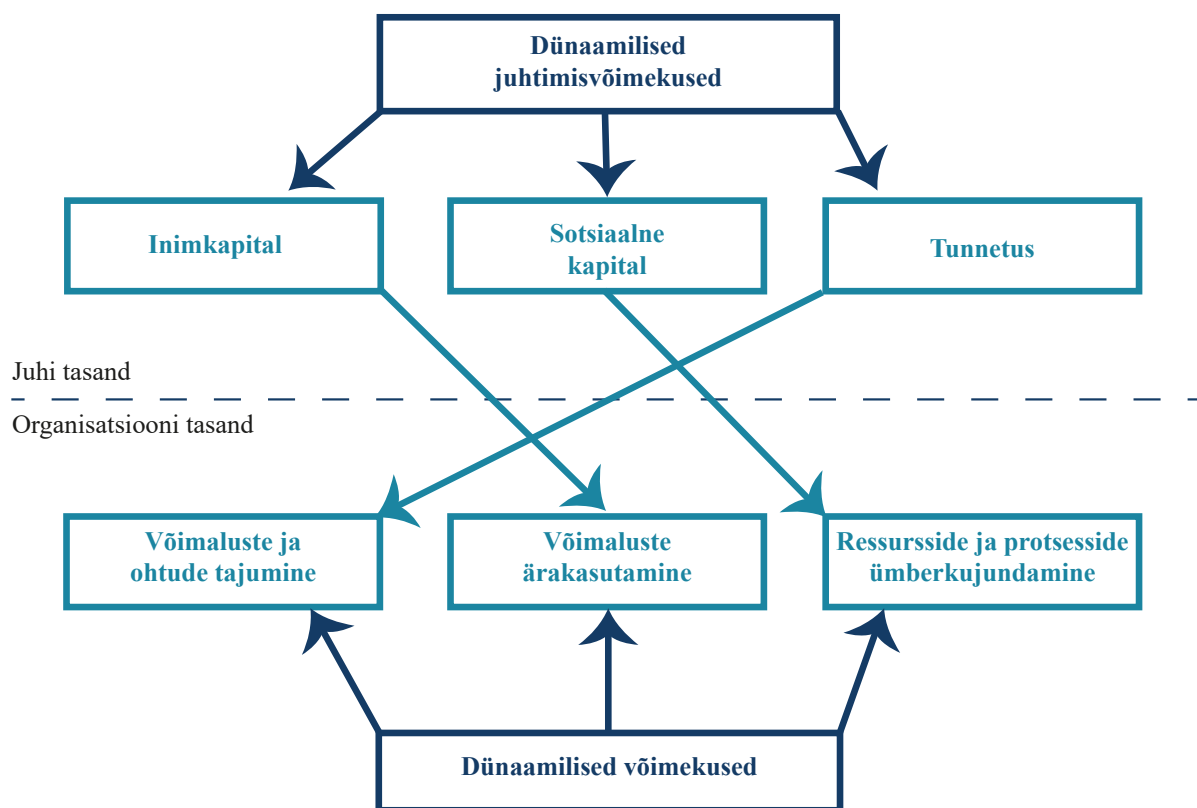 Dünaamilised
juhtimisvõimekused
Inimkapital
Sotsiaalne
kapital
Tunnetus
Juhi tasand
Organisatsiooni tasand
Võimaluste ja
ohtude tajumine
Võimaluste
ärakasutamine
Ressursside ja protsesside
ümberkujundamine
Dünaamilised võimekused